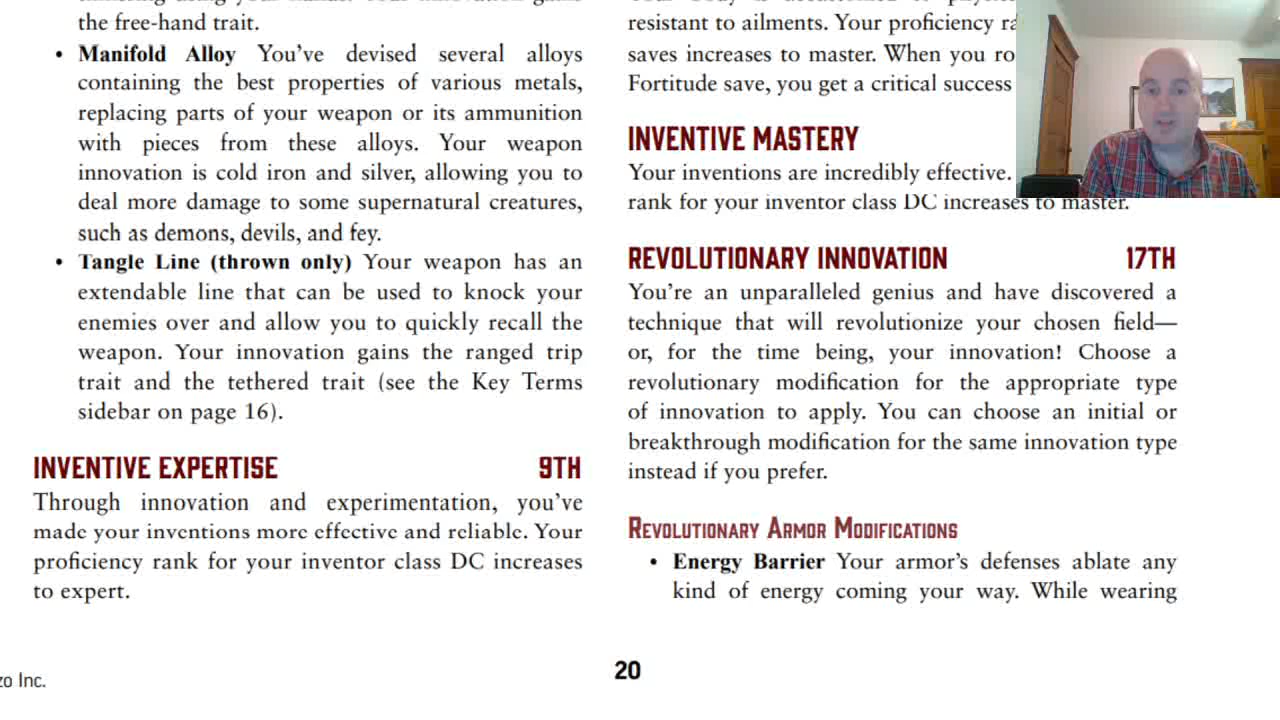 the free-hand trait.
• Manifold Alloy You've devised several alloys
containing the best properties of various metals,
replacing parts of your weapon or its ammunition
with pieces from these alloys. Your weapon
innovation is cold iron and silver, allowing you to
deal more damage to some supernatural creatures,
such as demons, devils, and fey.
• Tangle Line (thrown only) Your weapon has an
extendable line that can be used to knock your
enemies over and allow you to quickly recall the
weapon. Your innovation gains the ranged trip
trait and the tethered trait (see the Key Terms
sidebar on page 16).
INVENTIVE EXPERTISE 9TH
Through innovation and experimentation, you've
made your inventions more effective and reliable. Your
proficiency rank for your inventor class DC increases
to expert.
resistant to ailments. Your proficiency
saves increases to master. When you
Fortitude save, you get a critical success
INVENTIVE MASTERY
Your inventions are incredibly effective.
rank for your inventor class DC increases to master.
REVOLUTIONARY INNOVATION 17TH
You're an unparalleled genius and have discovered a
technique that will revolutionize your chosen field—
or, for the time being, your innovation! Choose a
revolutionary modification for the appropriate type
of innovation to apply. You can choose an initial or
breakthrough modification for the same innovation type
instead if you prefer.
REVOLUTIONARY ARMOR MODIFICATIONS
• Energy Barrier Your armor's defenses ablate any
kind of energy coming your way. While wearing
20
zo Inc.